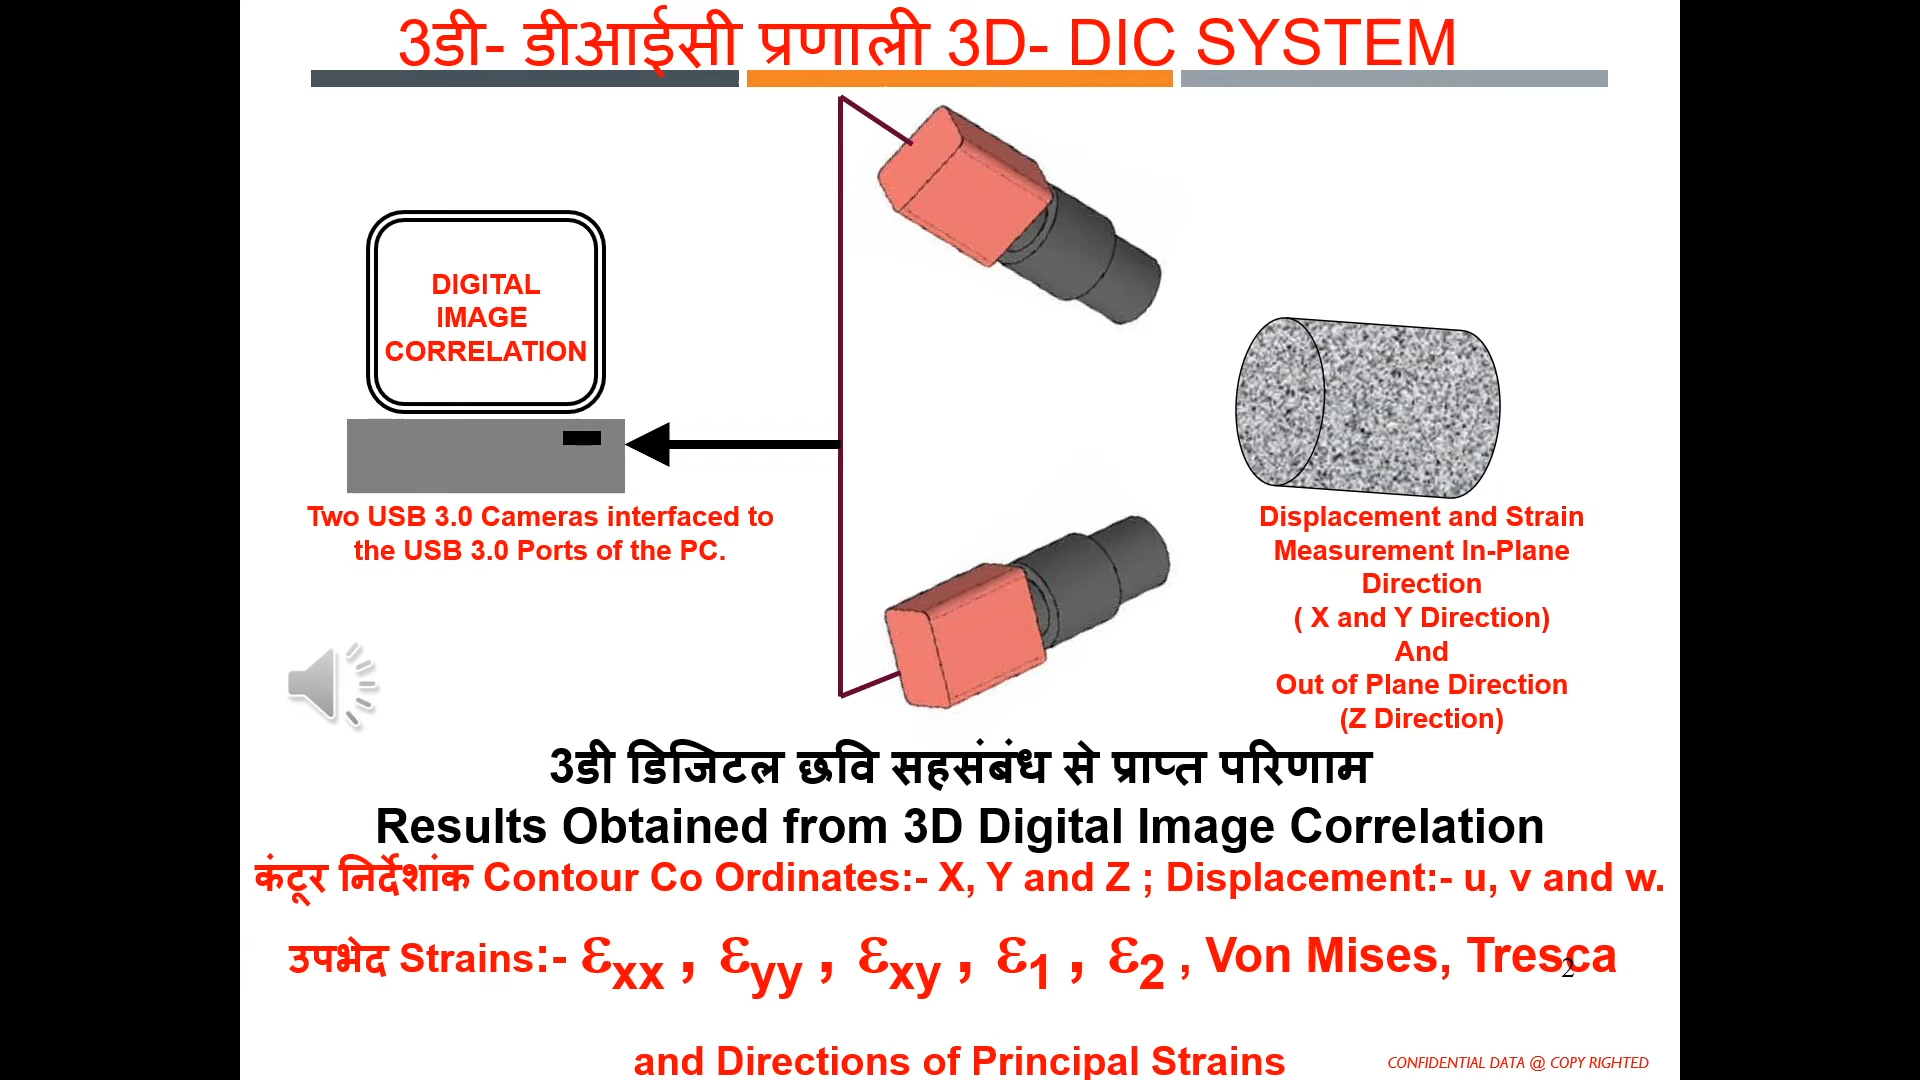 3डी- डीआईसी प्रणाली 3D- DIC SYSTEM
DIGITAL
IMAGE
CORRELATION
Two USB 3.0 Cameras interfaced to
the USB 3.0 Ports of the PC.
Displacement and Strain
Measurement In-Plane
Direction
( X and Y Direction)
And
Out of Plane Direction
(Z Direction)
3डी डिजिटल छवि सहसंबंध से प्राप्त परिणाम
Results Obtained from 3D Digital Image Correlation
कंटूर निर्देशांक Contour Co Ordinates:- X, Y and Z ; Displacement:- u, v and w.
उपभेद Strains:- εxx , εyy , εxy , ε1 , ε2 , Von Mises, Tresca
2
and Directions of Principal Strains
CONFIDENTIAL DATA @ COPY RIGHTED